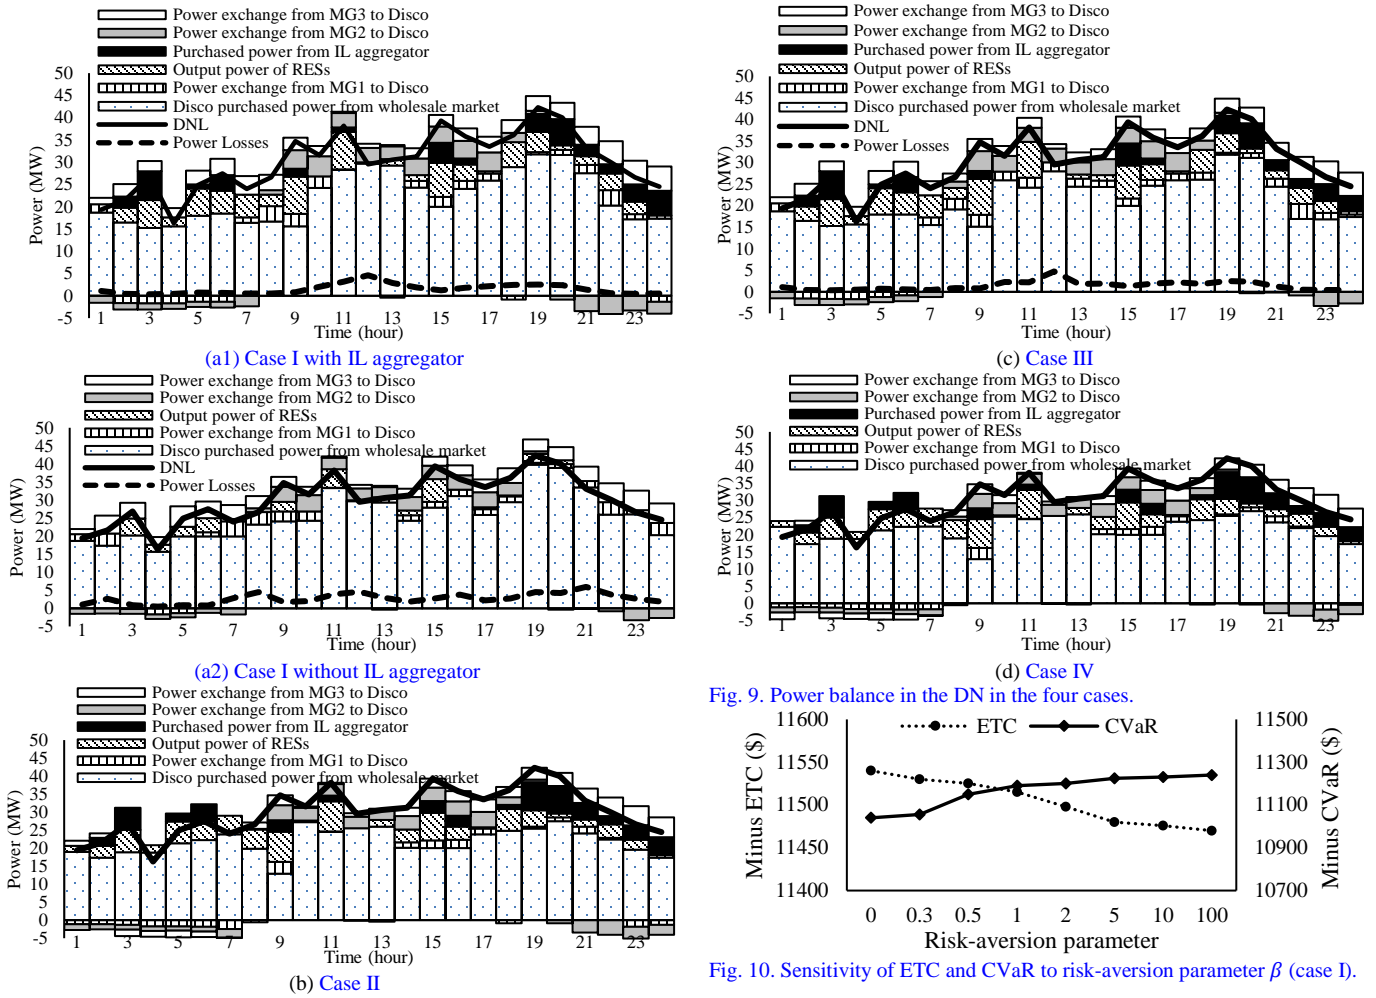 Power exchange from MG3 to Disco
Power exchange from MG2 to Disco
Purchased power from IL aggregator
Output power of RESs
Power exchange from MG1 to Disco
Disco purchased power from wholesale market
DNL
Power Losses
Power (MW)
50
45
40
35
30
25
20
15
10
5
0
-5
1 3 5 7 9 11 13 15 17 19 21 23
Time (hour)
(a1) Case I with IL aggregator
Power exchange from MG3 to Disco
Power exchange from MG2 to Disco
Output power of RESs
Power exchange from MG1 to Disco
Disco purchased power from wholesale market
DNL
Power Losses
Power (MW)
50
45
40
35
30
25
20
15
10
5
0
-5
1 3 5 7 9 11 13 15 17 19 21 23
Time (hour)
(a2) Case I without IL aggregator
Power exchange from MG3 to Disco
Power exchange from MG2 to Disco
Purchased power from IL aggregator
Output power of RESs
Power exchange from MG1 to Disco
Disco purchased power from wholesale market
Power (MW)
50
45
40
35
30
25
20
15
10
5
0
-5
1 3 5 7 9 11 13 15 17 19 21 23
Time (hour)
(b) Case II
Power exchange from MG3 to Disco
Power exchange from MG2 to Disco
Purchased power from IL aggregator
Output power of RESs
Power exchange from MG1 to Disco
Disco purchased power from wholesale market
DNL
Power Losses
Power (MW)
50
45
40
35
30
25
20
15
10
5
0
-5
1 3 5 7 9 11 13 15 17 19 21 23
Time (hour)
(c) Case III
Power exchange from MG3 to Disco
Power exchange from MG2 to Disco
Purchased power from IL aggregator
Output power of RESs
Power exchange from MG1 to Disco
Disco purchased power from wholesale market
Power (MW)
50
45
40
35
30
25
20
15
10
5
0
-5
1 3 5 7 9 11 13 15 17 19 21 23
Time (hour)
(d) Case IV
Fig. 9. Power balance in the DN in the four cases.
ETC CVaR
Minus ETC ($)
11600
11550
11500
11450
11400
11500
11300
11100
10900
10700
Minus CVaR ($)
0 0.3 0.5 1 2 5 10 100
Risk-aversion parameter
Fig. 10. Sensitivity of ETC and CVaR to risk-aversion parameter β (case I).